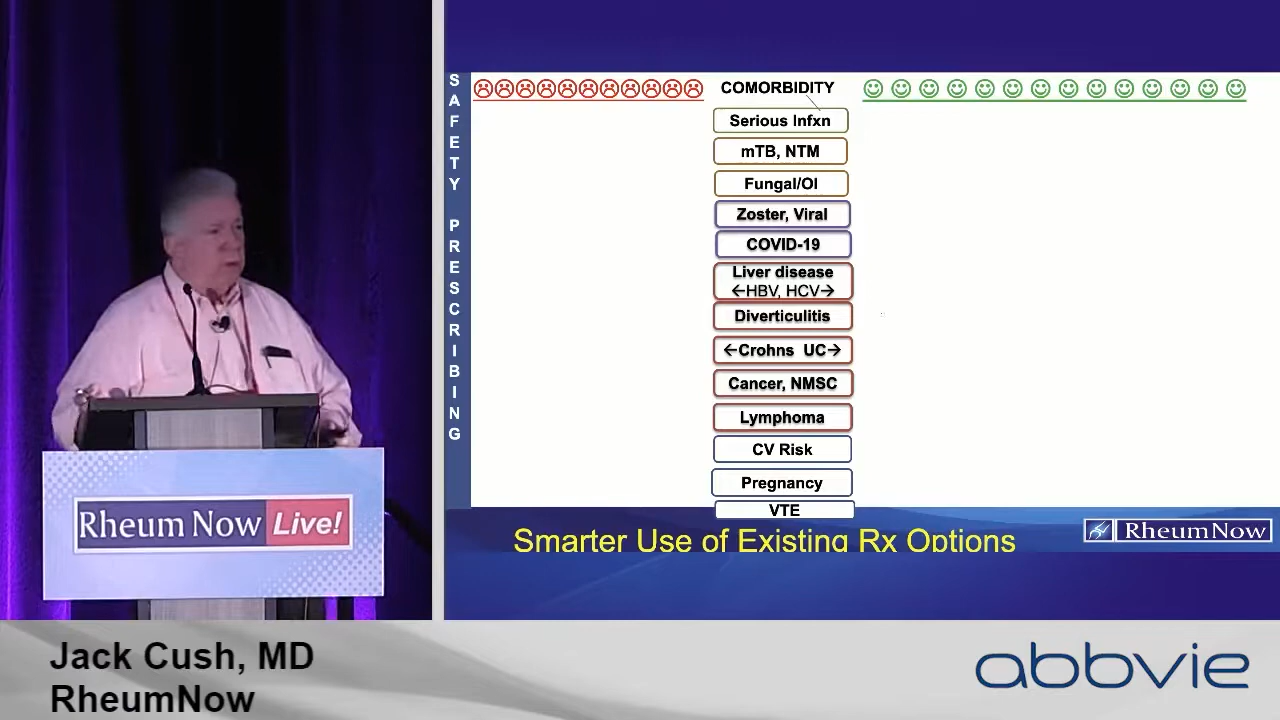 SAFETY PRESCRIBING
COMORBIDITY
Serious Infxn
mTB, NTM
Fungal/OI
Zoster, Viral
COVID-19
Liver disease
←HBV, HCV→
Diverticulitis
←Crohns UC→
Cancer, NMSC
Lymphoma
CV Risk
Pregnancy
VTE
Smarter Use of Existing Rx Options
RheumNow
Rheum Now Live!
Jack Cush, MD
RheumNow
abbvie